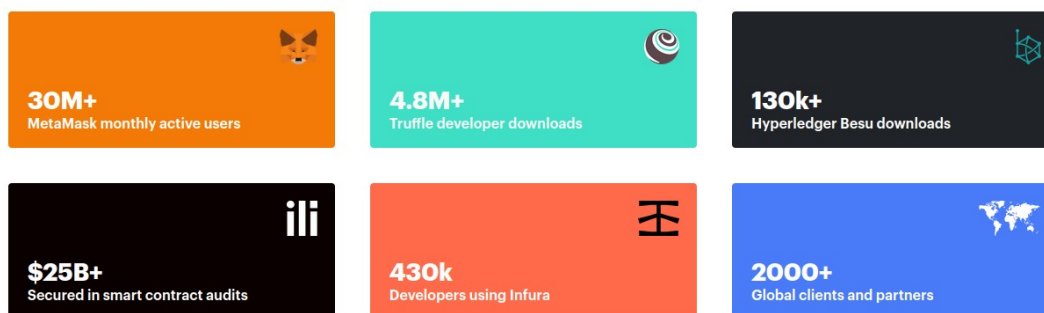 30M+
MetaMask monthly active users
4.8M+
Truffle developer downloads
130k+
Hyperledger Besu downloads
$25B+
Secured in smart contract audits
430k
Developers using Infura
2000+
Global clients and partners